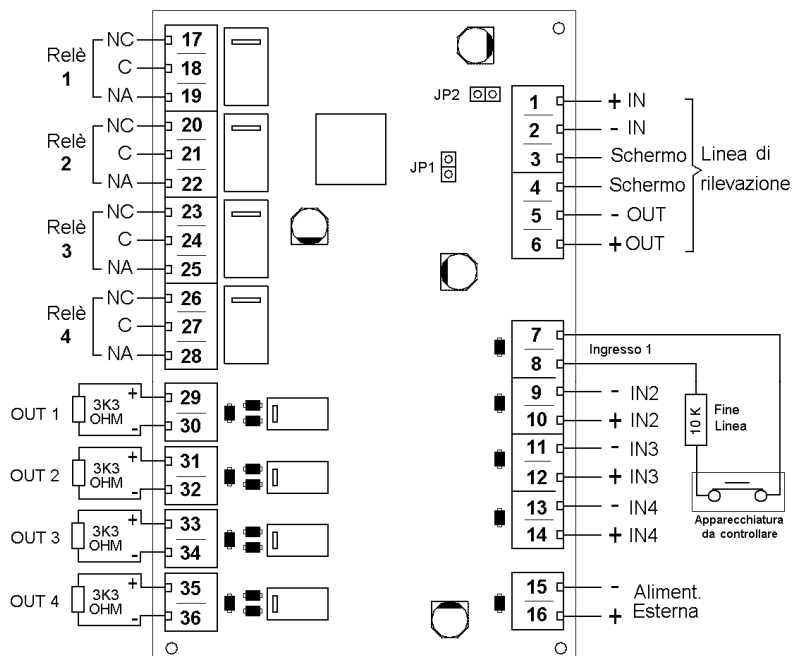 Relè
1
NC
C
NA
17
18
19
Relè
2
NC
C
NA
20
21
22
Relè
3
NC
C
NA
23
24
25
Relè
4
NC
C
NA
26
27
28
OUT 1
3K3
OHM
+
-
29
30
OUT 2
3K3
OHM
+
-
31
32
OUT 3
3K3
OHM
+
-
33
34
OUT 4
3K3
OHM
+
-
35
36
JP2
JP1
1
+ IN
2
- IN
3
Schermo
4
Schermo
5
- OUT
6
+ OUT
Linea di
rilevazione
7
8
Ingresso 1
9
- IN2
10
+ IN2
11
- IN3
12
+ IN3
13
- IN4
14
+ IN4
10 K
Fine
Linea
Apparecchiatura
da controllare
15
-
16
+
Aliment.
Esterna